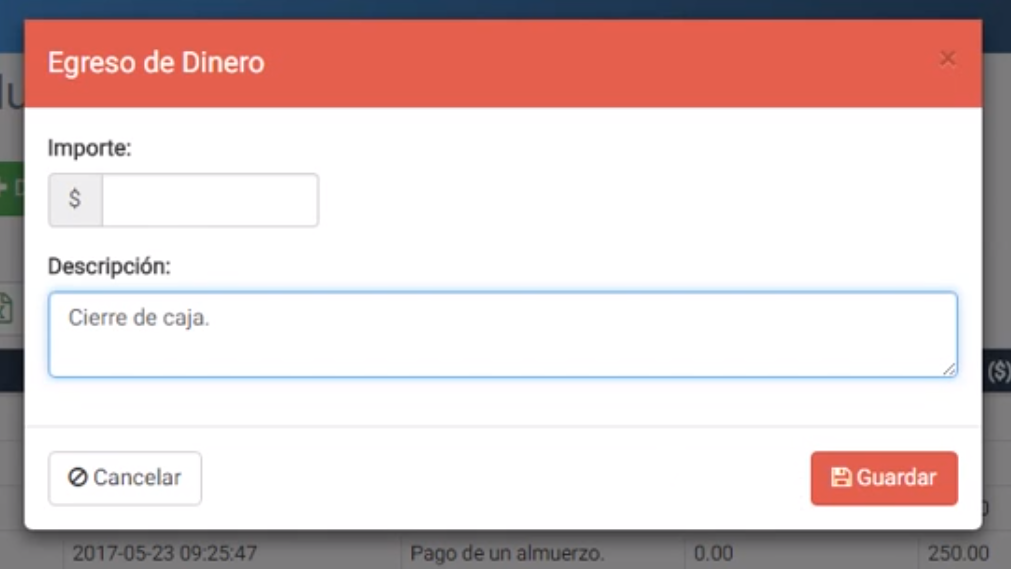 Egreso de Dinero
×
Importe:
$
Descripción:
Cierre de caja.
($)
Cancelar
Guardar
2017-05-23 09:25:47 Pago de un almuerzo. 0.00 250.00